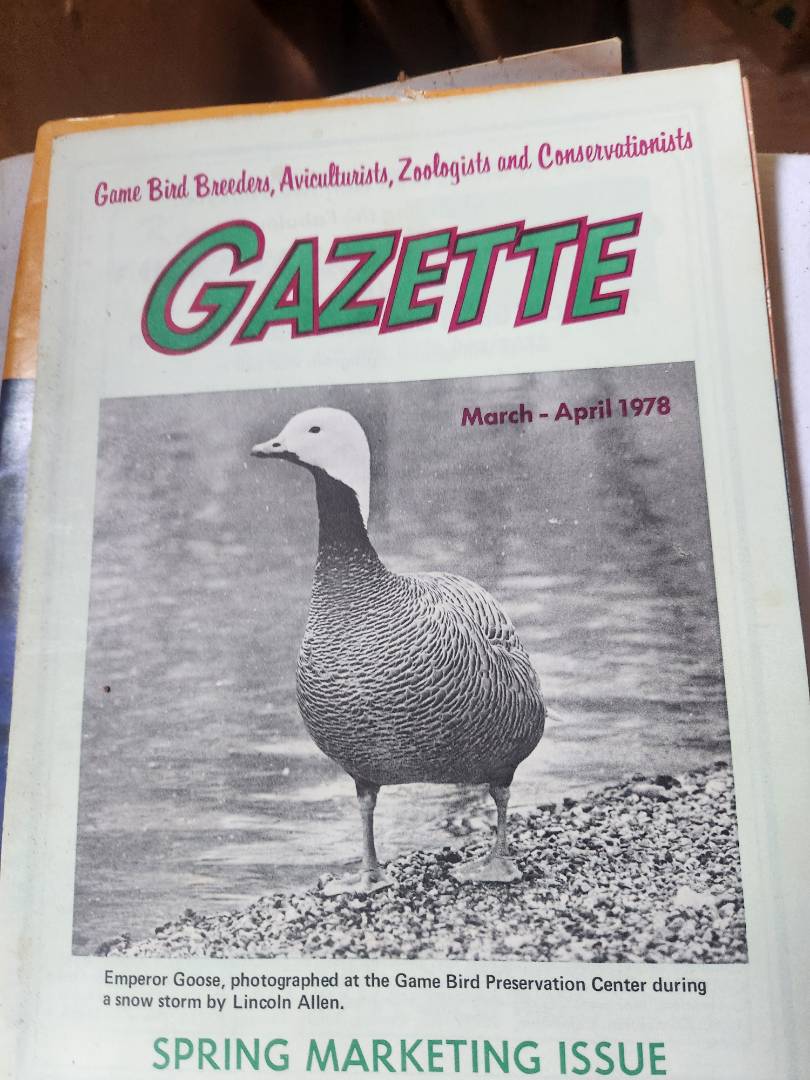 Game Bird Breeders, Aviculturists, Zoologists and Conservationists
GAZETTE
March - April 1978
Emperor Goose, photographed at the Game Bird Preservation Center during
a snow storm by Lincoln Allen.
SPRING MARKETING ISSUE